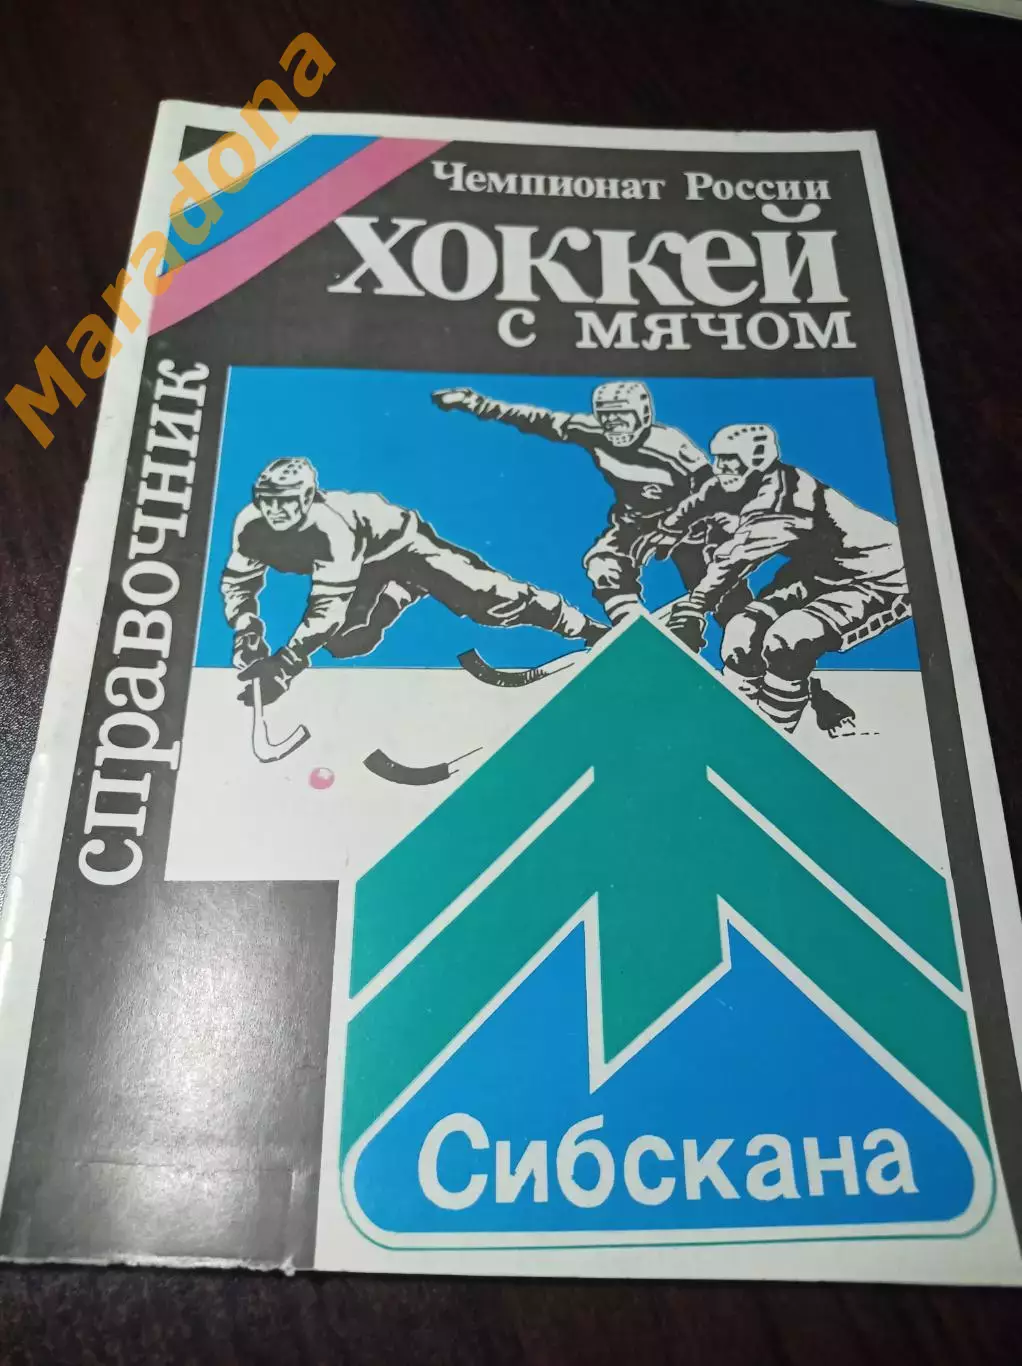 Maradona
Чемпионат России
хоккей
с мячом
справочник
Сибскана